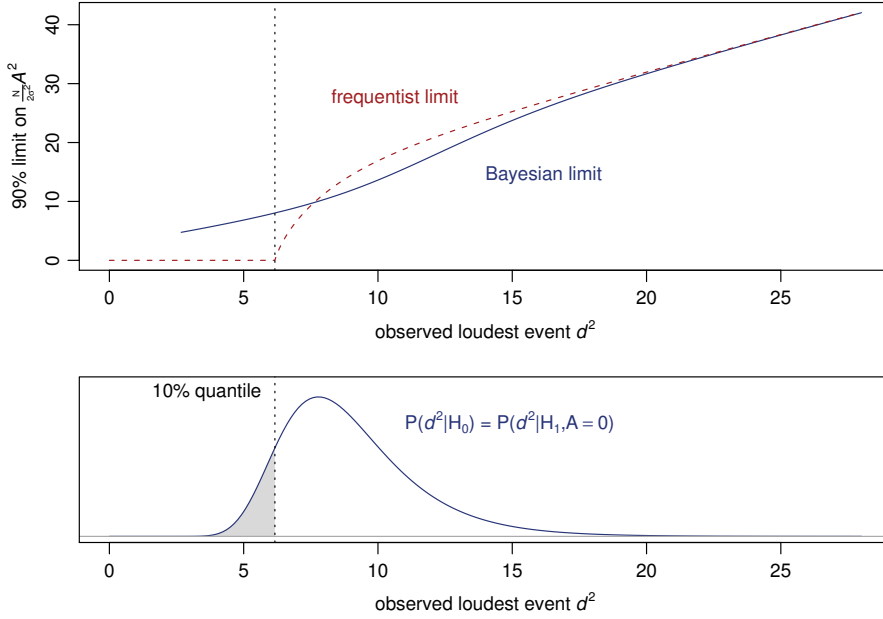 90% limit on N/2σ² A²
40
30
20
10
0
frequentist limit
Bayesian limit
0 5 10 15 20 25
observed loudest event d²
10% quantile
P(d²|H₀) = P(d²|H₁,A = 0)
0 5 10 15 20 25
observed loudest event d²